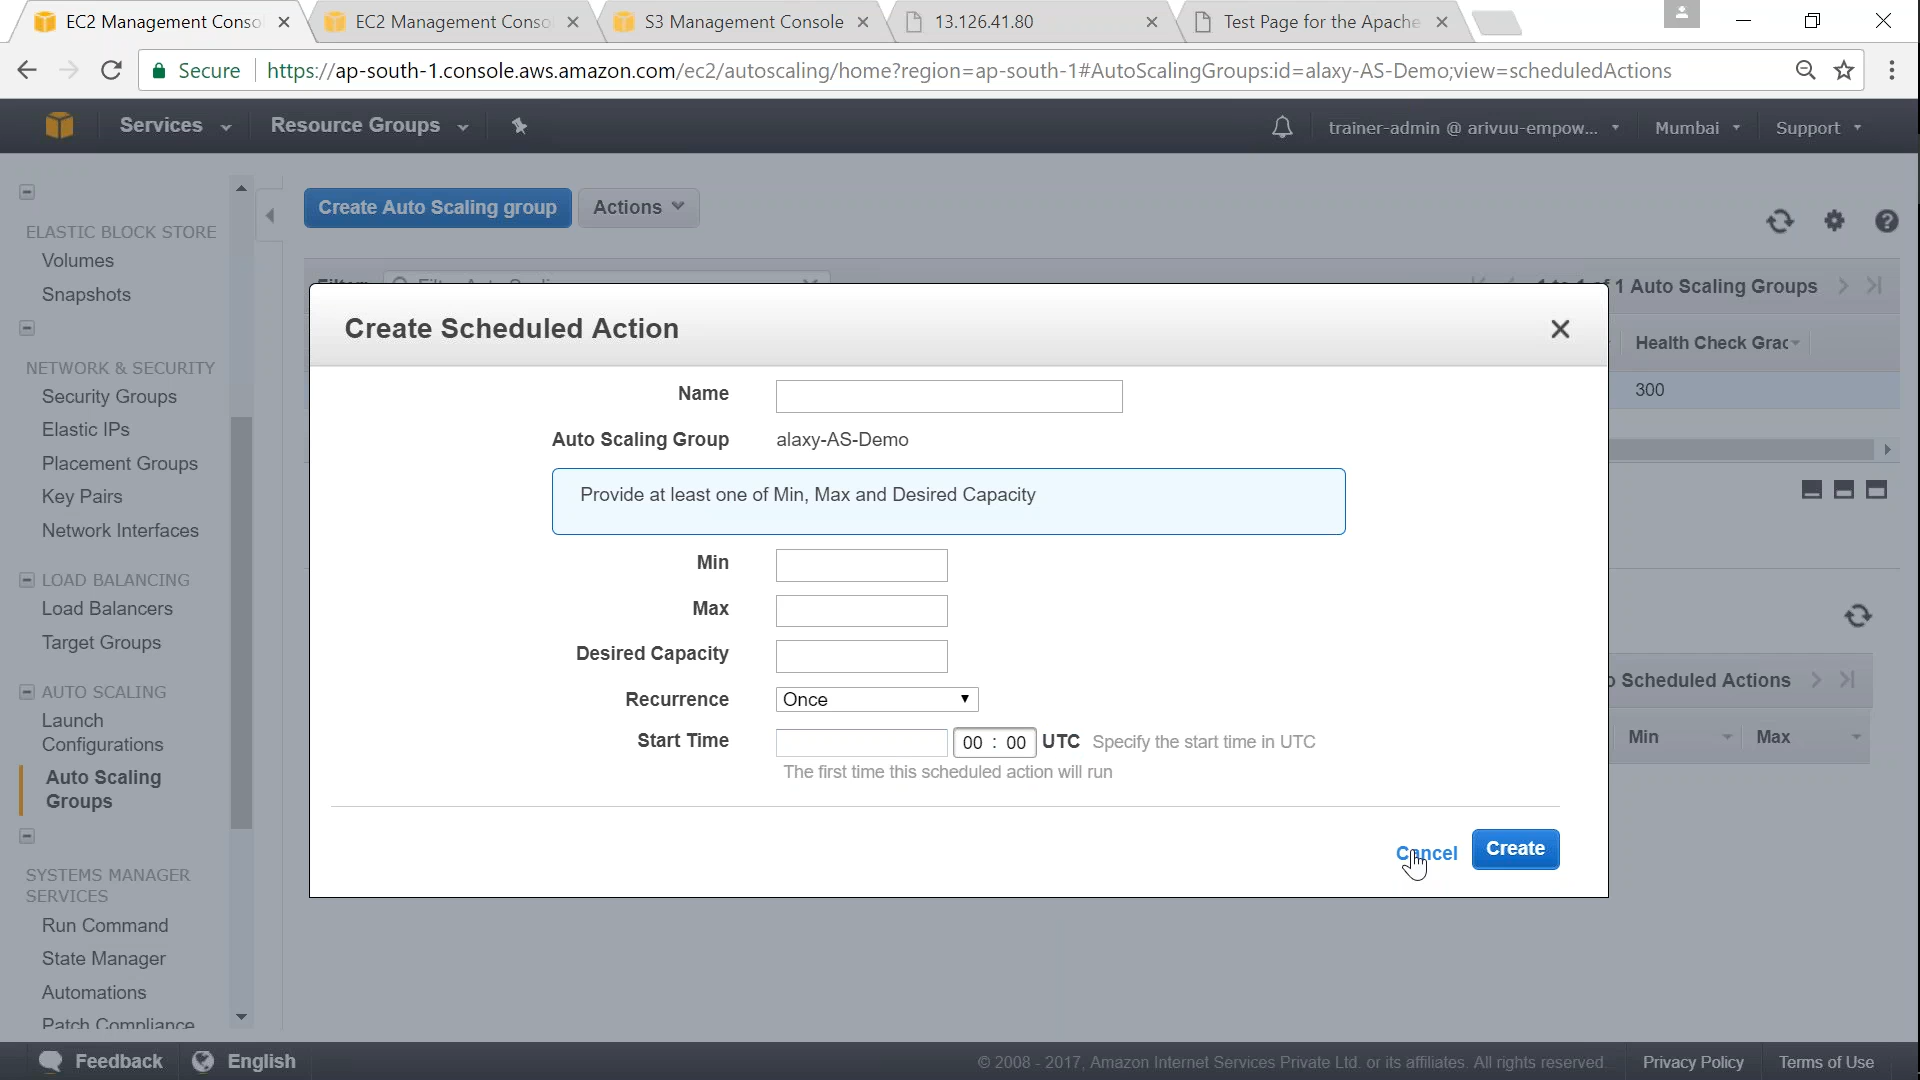 EC2 Management Conso
EC2 Management Conso
S3 Management Console
13.126.41.80
Test Page for the Apache
Secure
https://ap-south-1.console.aws.amazon.com/ec2/autoscaling/home?region=ap-south-1#AutoScalingGroups:id=alaxy-AS-Demo;view=scheduledActions
Services
Resource Groups
trainer-admin @ arivuu-empow...
Mumbai
Support
ELASTIC BLOCK STORE
Volumes
Snapshots
NETWORK & SECURITY
Security Groups
Elastic IPs
Placement Groups
Key Pairs
Network Interfaces
LOAD BALANCING
Load Balancers
Target Groups
AUTO SCALING
Launch
Configurations
Auto Scaling
Groups
SYSTEMS MANAGER
SERVICES
Run Command
State Manager
Automations
Patch Compliance
Create Auto Scaling group
Actions
1 Auto Scaling Groups
Health Check Grac
300
Create Scheduled Action
Name
Auto Scaling Group alaxy-AS-Demo
Provide at least one of Min, Max and Desired Capacity
Min
Max
Desired Capacity
Recurrence Once
Start Time 00 : 00 UTC Specify the start time in UTC
The first time this scheduled action will run
Cancel
Create
Scheduled Actions
Min
Max
Feedback
English
© 2008 - 2017, Amazon Internet Services Private Ltd. or its affiliates. All rights reserved.
Privacy Policy
Terms of Use